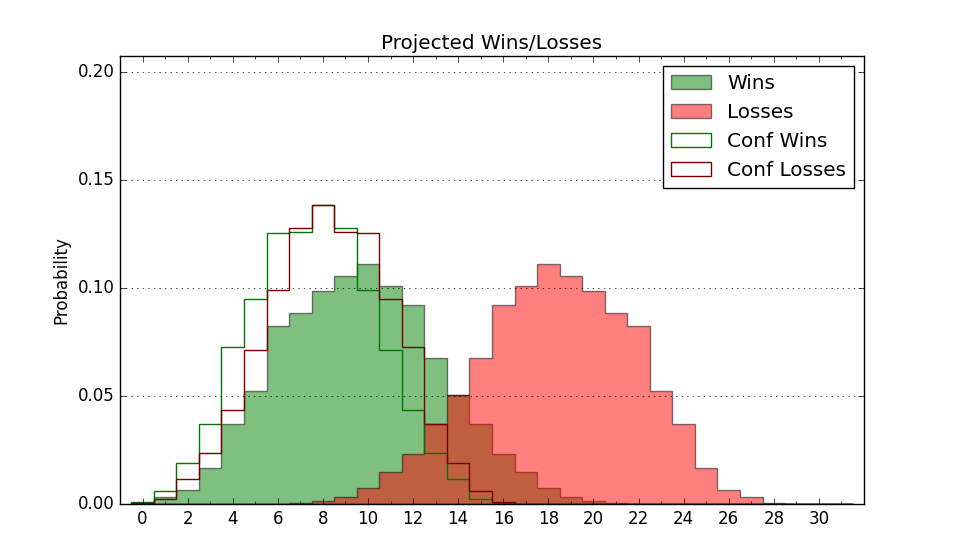 Projected Wins/Losses
0.20
0.15
0.10
0.05
0.00
Probability
Wins
Losses
Conf Wins
Conf Losses
0 2 4 6 8 10 12 14 16 18 20 22 24 26 28 30